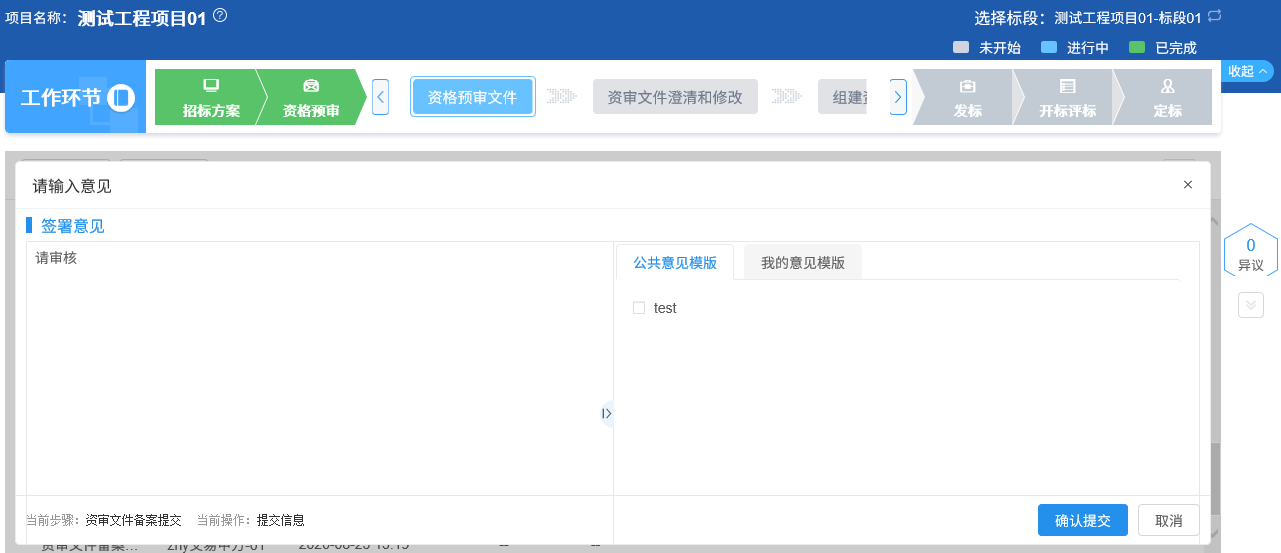 项目名称： 测试工程项目01
选择标段： 测试工程项目01-标段01
未开始 进行中 已完成
收起
工作环节
招标方案
资格预审
资格预审文件
资审文件澄清和修改
组建
发标
开标评标
定标
请输入意见
签署意见
请审核
公共意见模版 我的意见模版
test
0
异议
当前步骤： 资审文件备案提交 当前操作： 提交信息
确认提交 取消